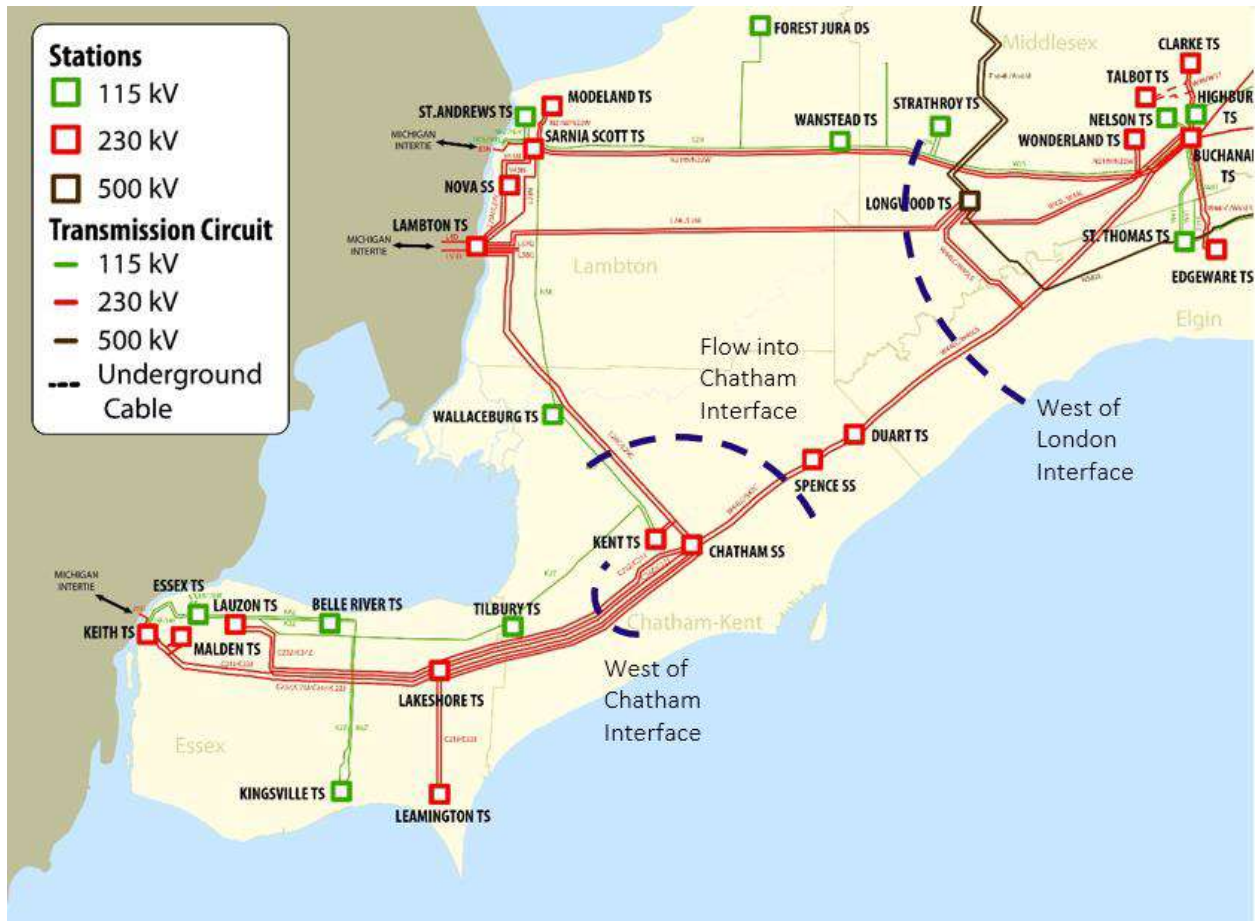 Stations
115 kV
230 kV
500 kV
Transmission Circuit
115 kV
230 kV
500 kV
Underground
Cable
FOREST JURA DS
Middlesex
CLARKE TS
TALBOT TS
ST.ANDREWS TS
MODELAND TS
STRATHROY TS
NELSON TS
HIGHBUR
TS
WANSTEAD TS
WONDERLAND TS
MICHIGAN
INTERTIE
SARNIA SCOTT TS
BUCHANA
TS
NOVA SS
LONGWOOD TS
LAMBTON TS
MICHIGAN
INTERTIE
ST. THOMAS TS
EDGEWARE TS
Lambton
Elgin
Flow into
Chatham
Interface
WALLACEBURG TS
West of
London
Interface
DUART TS
SPENCE SS
KENT TS
CHATHAM SS
MICHIGAN
INTERTIE
ESSEX TS
LAUZON TS
BELLE RIVER TS
TILBURY TS
Chatham-Kent
KEITH TS
MALDEN TS
LAKESHORE TS
West of
Chatham
Interface
Essex
KINGSVILLE TS
LEAMINGTON TS